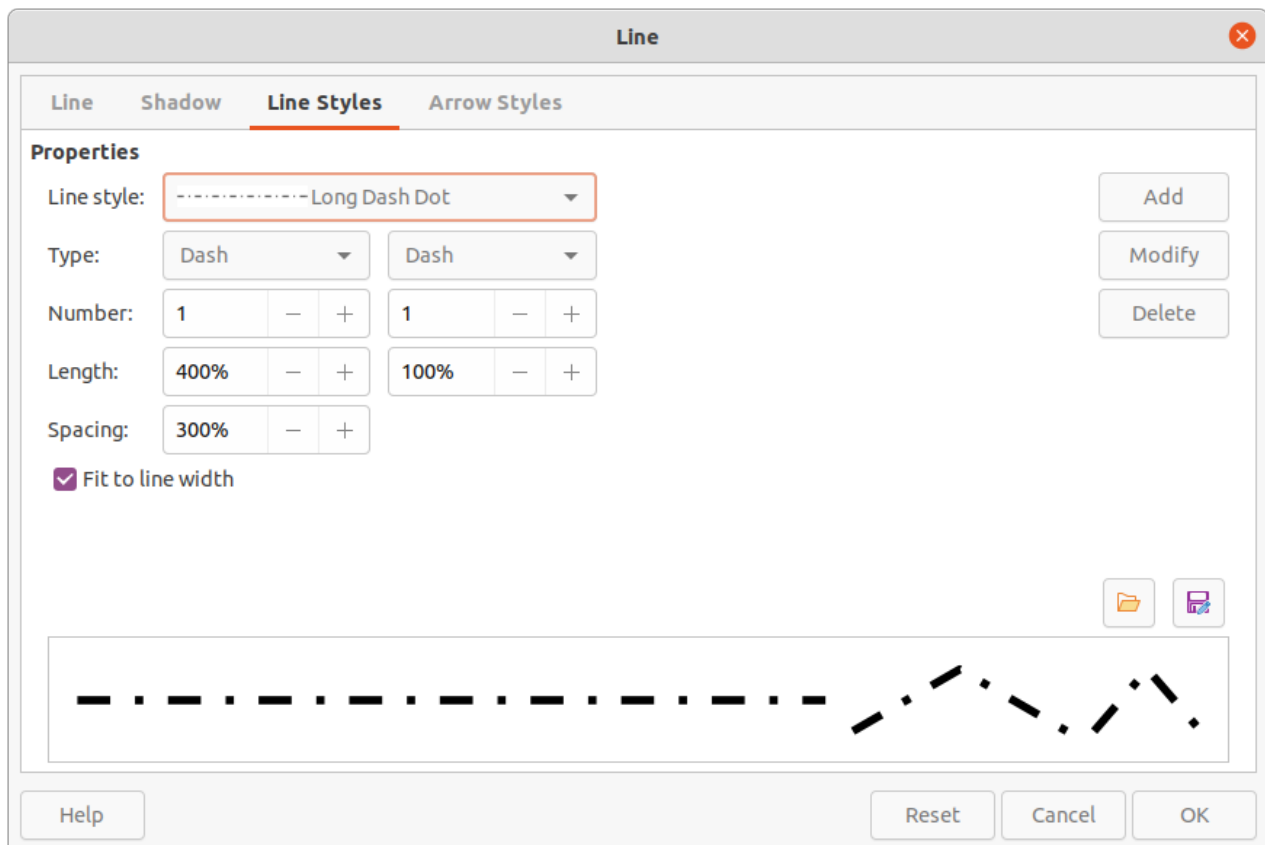 Line
Line Shadow Line Styles Arrow Styles
Properties
Line style: Long Dash Dot Add
Type: Dash Dash Modify
Number: 1 1 Delete
Length: 400% 100%
Spacing: 300%
Fit to line width
Help Reset Cancel OK